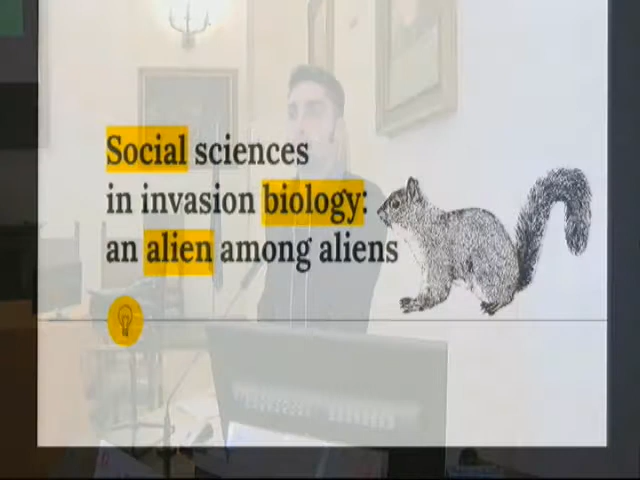 Social sciences
in invasion biology:
an alien among aliens